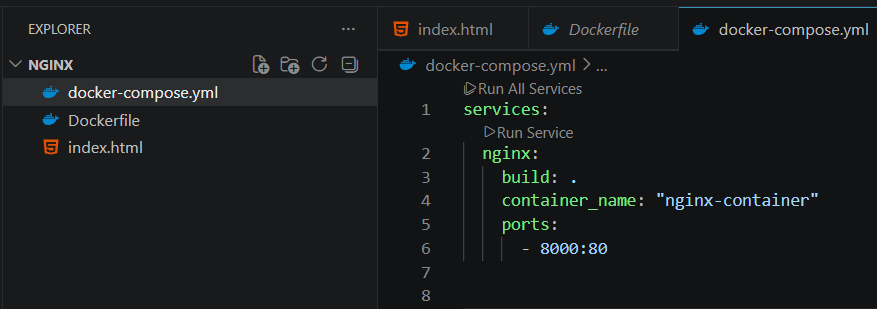 EXPLORER
NGINX
docker-compose.yml
Dockerfile
index.html
index.html
Dockerfile
docker-compose.yml
docker-compose.yml > ...
Run All Services
1 services:
Run Service
2 nginx:
3 build: .
4 container_name: "nginx-container"
5 ports:
6 - 8000:80
7
8